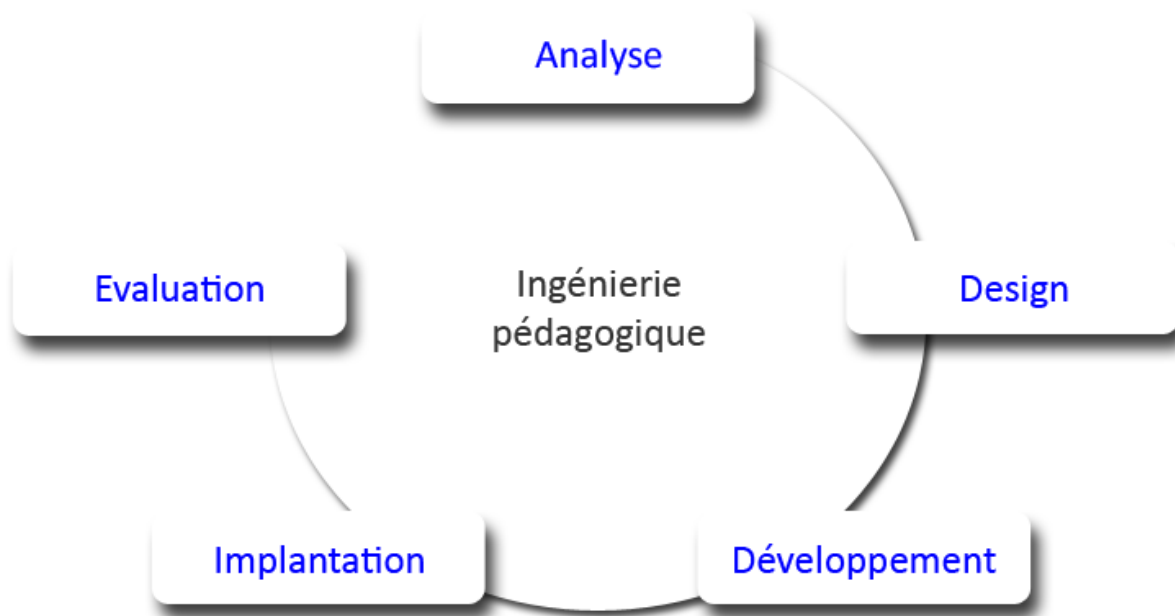 Analyse
Evaluation
Ingénierie
pédagogique
Design
Implantation
Développement